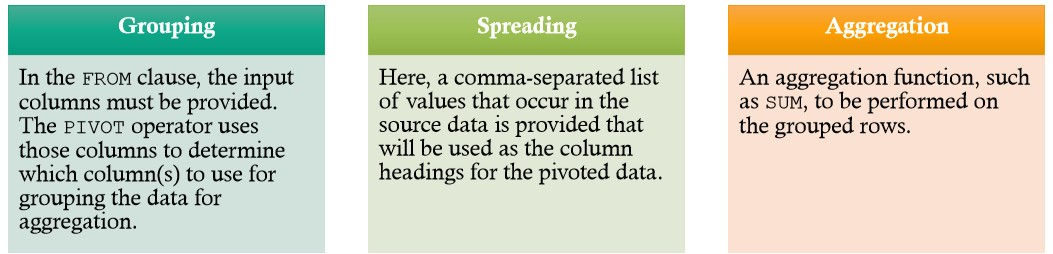 Grouping
In the FROM clause, the input
columns must be provided.
The PIVOT operator uses
those columns to determine
which column(s) to use for
grouping the data for
aggregation.
Spreading
Here, a comma-separated list
of values that occur in the
source data is provided that
will be used as the column
headings for the pivoted data.
Aggregation
An aggregation function, such
as SUM, to be performed on
the grouped rows.